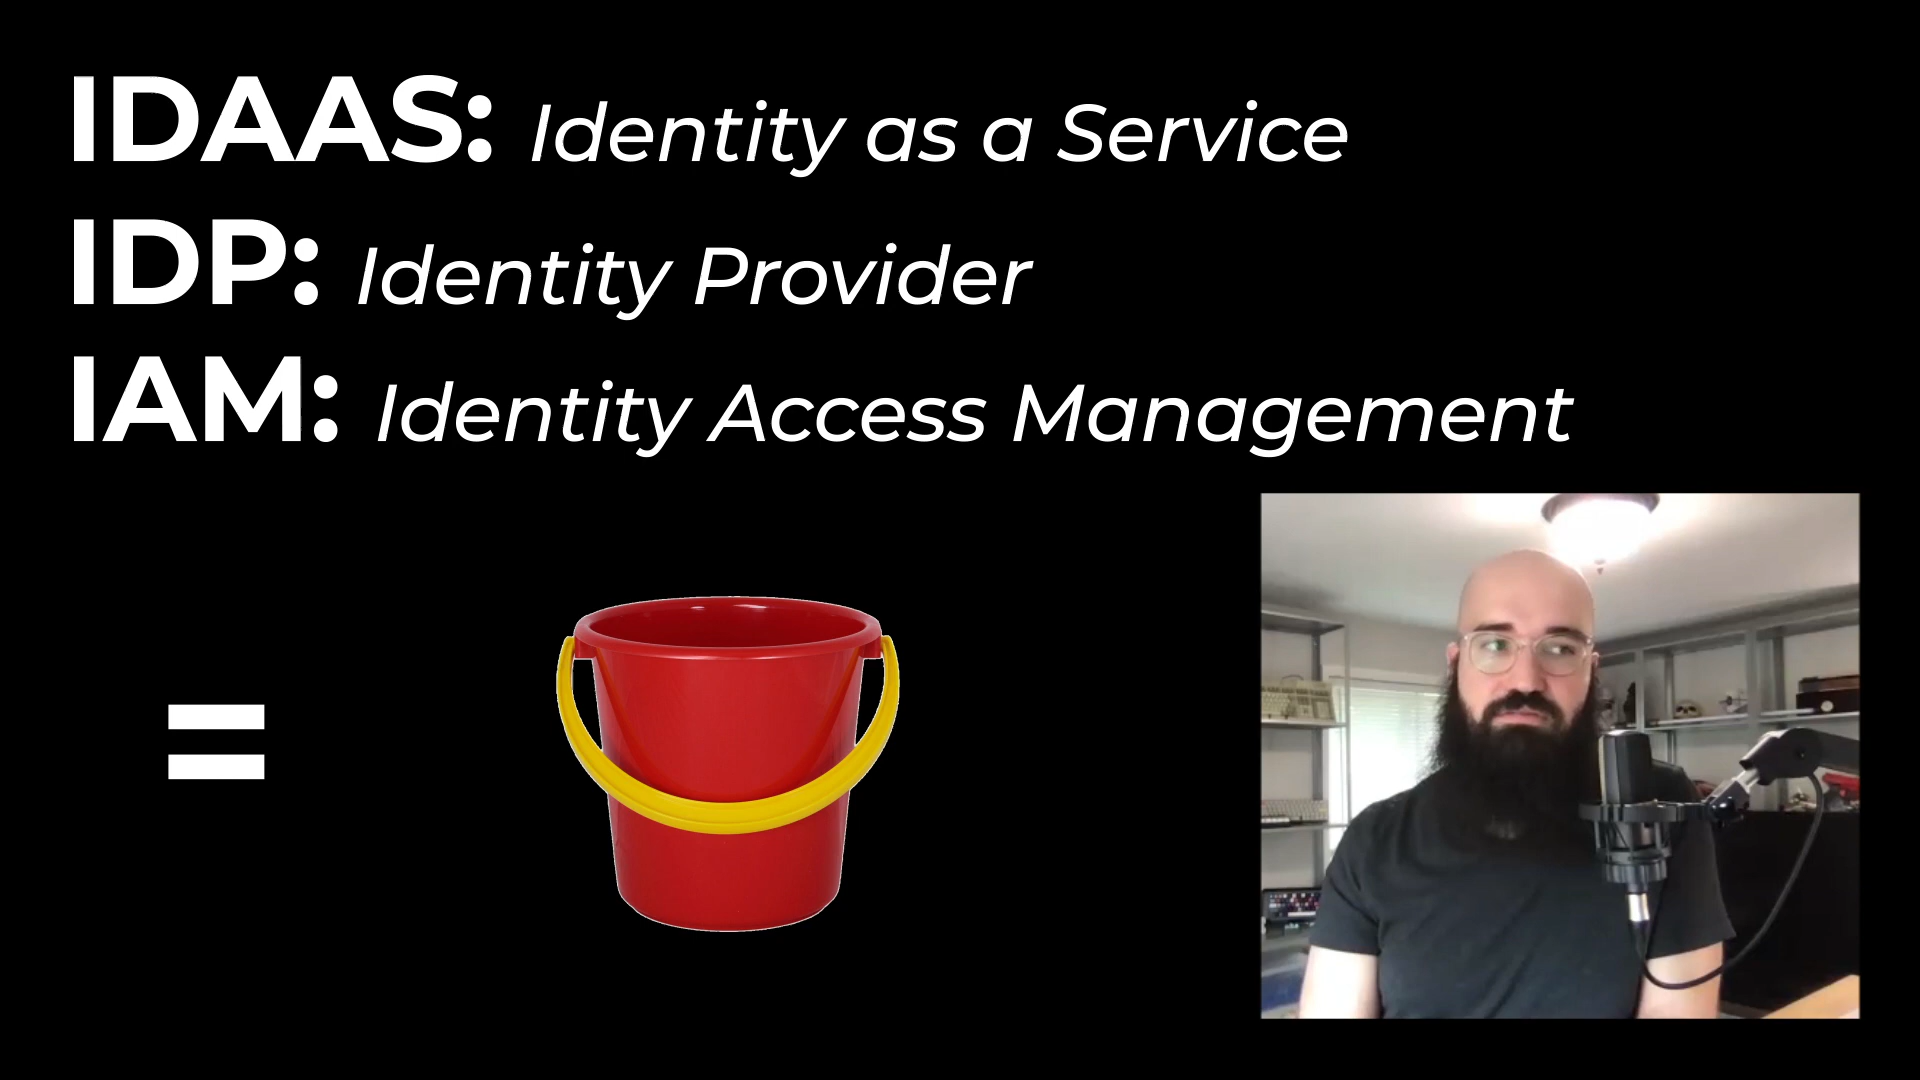 IDAAS: Identity as a Service
IDP: Identity Provider
IAM: Identity Access Management
=